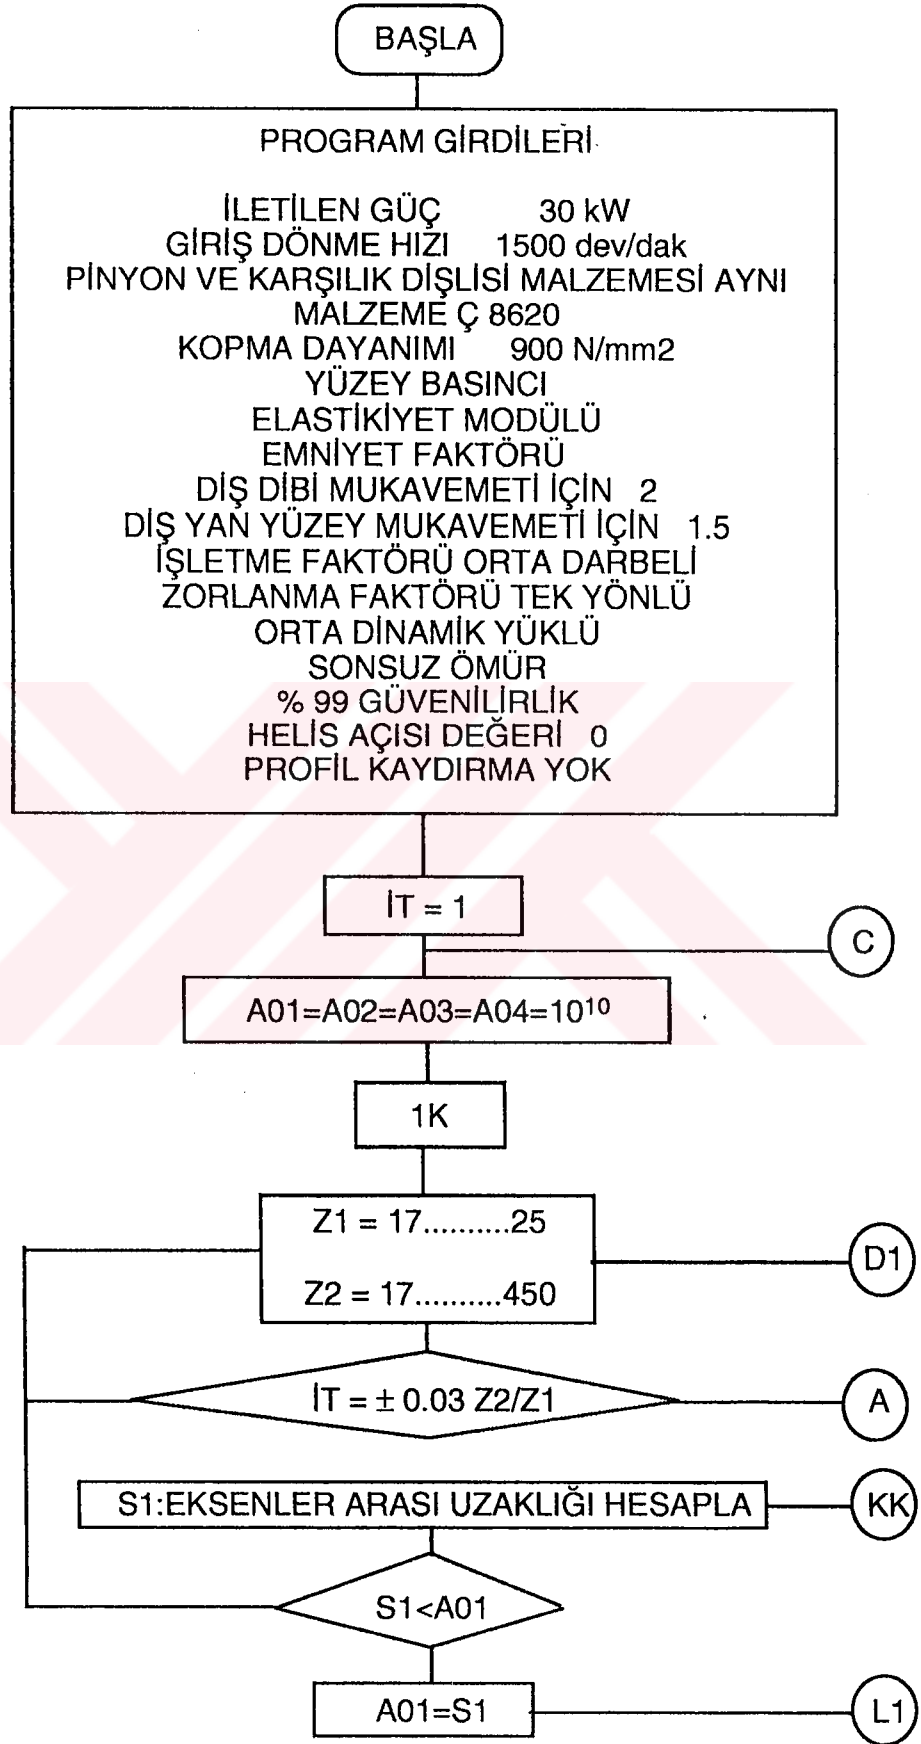 BAŞLA
PROGRAM GİRDİLERİ
İLETİLEN GÜÇ 30 kW
GİRİŞ DÖNME HIZI 1500 dev/dak
PİNYON VE KARŞILIK DİŞLİSİ MALZEMESİ AYNI
MALZEME Ç 8620
KOPMA DAYANIMI 900 N/mm2
YÜZEY BASINCI
ELASTİKİYET MODÜLÜ
EMNİYET FAKTÖRÜ
DİŞ DİBİ MUKAVEMETİ İÇİN 2
DİŞ YAN YÜZEY MUKAVEMETİ İÇİN 1.5
İŞLETME FAKTÖRÜ ORTA DARBELİ
ZORLANMA FAKTÖRÜ TEK YÖNLÜ
ORTA DİNAMİK YÜKLÜ
SONSUZ ÖMÜR
% 99 GÜVENİLİRLİK
HELİS AÇISI DEĞERİ 0
PROFİL KAYDIRMA YOK
İT = 1
C
A01=A02=A03=A04=10¹⁰
1K
Z1 = 17..........25
D1
Z2 = 17..........450
İT = ± 0.03 Z2/Z1
A
S1:EKSENLER ARASI UZAKLIĞI HESAPLA
KK
S1<A01
A01=S1
L1